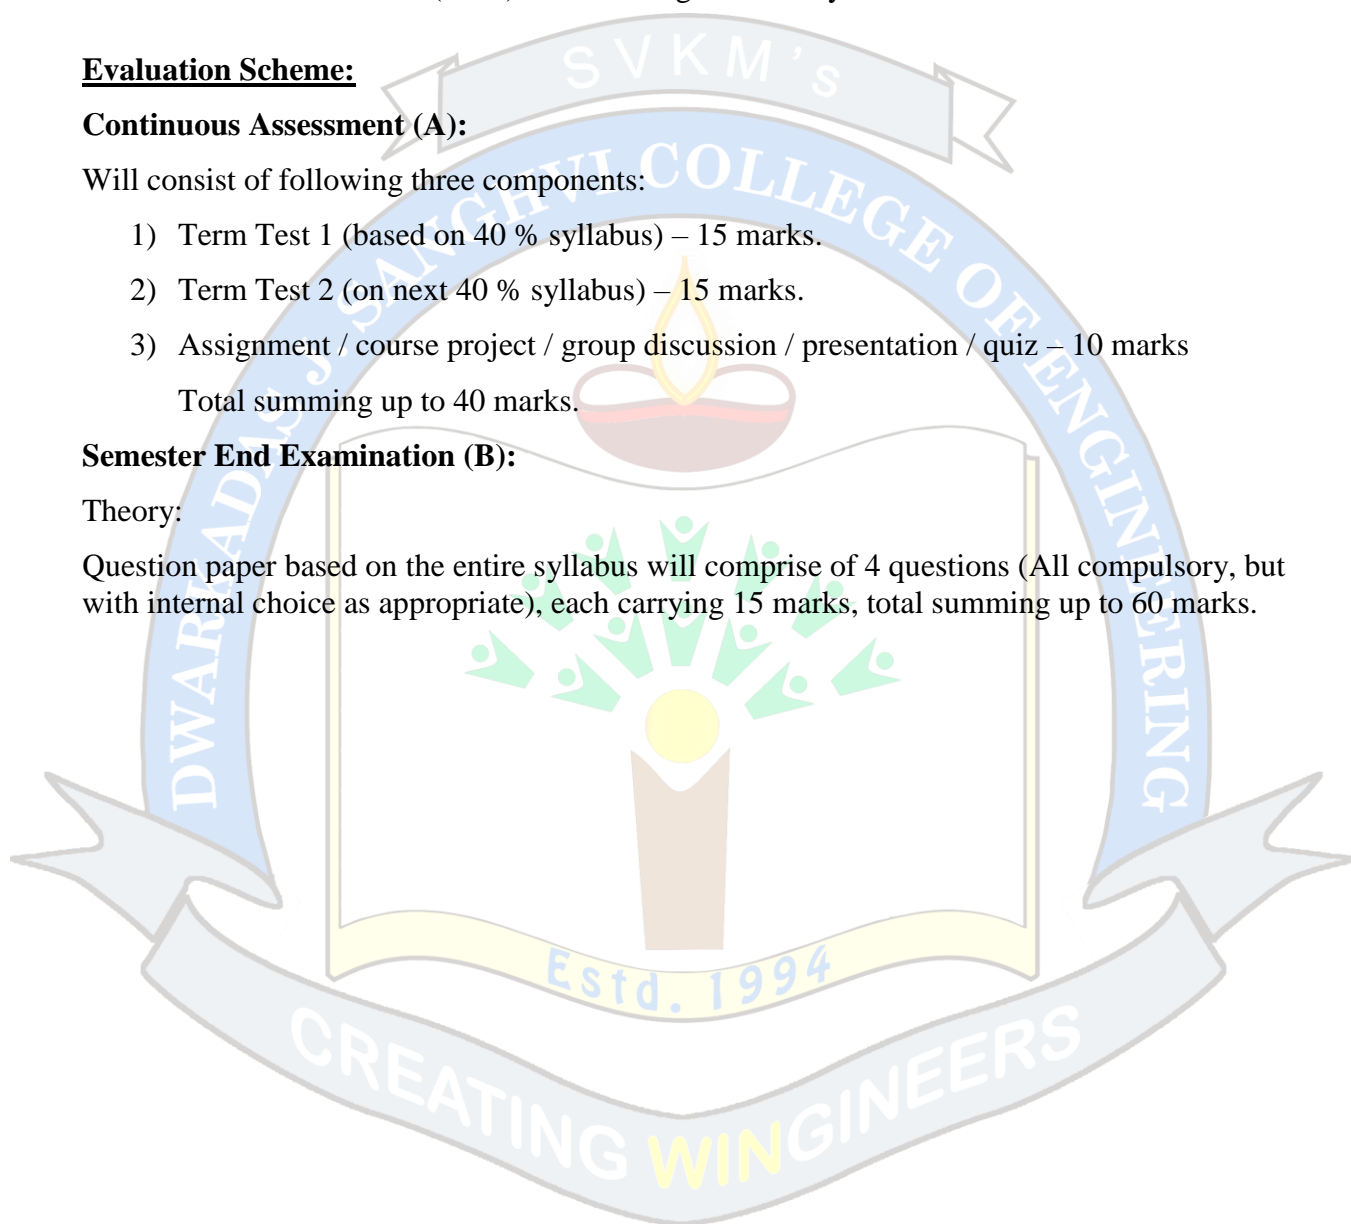 Evaluation Scheme:
Continuous Assessment (A):
Will consist of following three components:
1) Term Test 1 (based on 40 % syllabus) – 15 marks.
2) Term Test 2 (on next 40 % syllabus) – 15 marks.
3) Assignment / course project / group discussion / presentation / quiz – 10 marks
Total summing up to 40 marks.
Semester End Examination (B):
Theory:
Question paper based on the entire syllabus will comprise of 4 questions (All compulsory, but
with internal choice as appropriate), each carrying 15 marks, total summing up to 60 marks.
SVKM's
DWARKADAS J. SANGHVI COLLEGE OF ENGINEERING
Estd. 1994
CREATING WINGINEERS